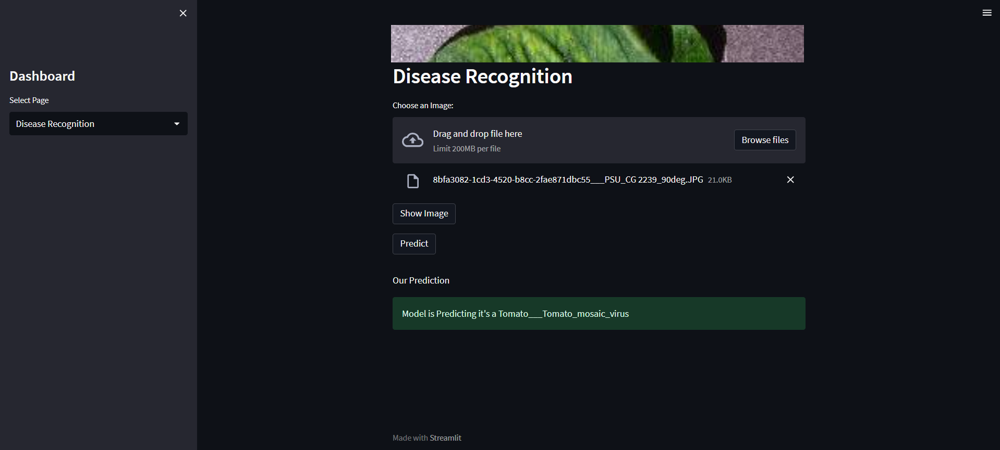 Dashboard
Select Page
Disease Recognition
Disease Recognition
Choose an Image:
Drag and drop file here
Limit 200MB per file
Browse files
8bfa3082-1cd3-4520-b8cc-2fae871dbc55___PSU_CG 2239_90deg.JPG 21.0KB
Show Image
Predict
Our Prediction
Model is Predicting it's a Tomato___Tomato_mosaic_virus
Made with Streamlit